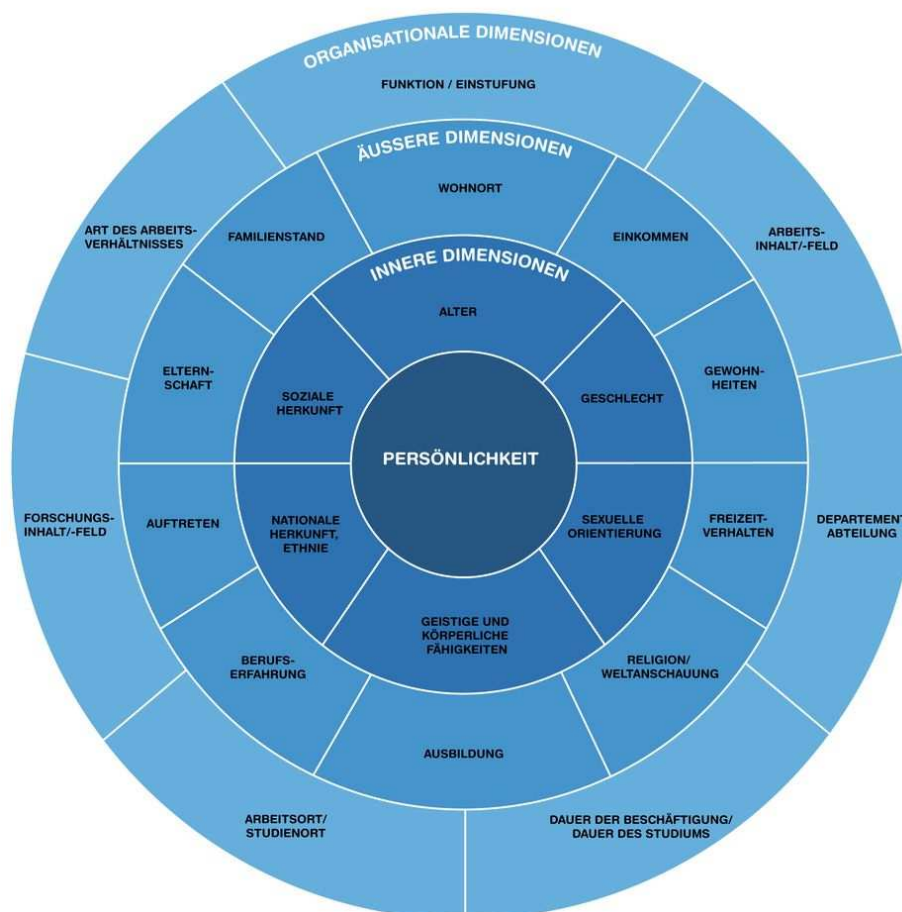 ORGANISATIONALE DIMENSIONEN
FUNKTION / EINSTUFUNG
ÄUSSERE DIMENSIONEN
WOHNORT
ART DES ARBEITS-
VERHÄLTNISSES
FAMILIENSTAND
EINKOMMEN
ARBEITS-
INHALT/-FELD
INNERE DIMENSIONEN
ALTER
ELTERN-
SCHAFT
SOZIALE
HERKUNFT
GESCHLECHT
GEWOHN-
HEITEN
PERSÖNLICHKEIT
FORSCHUNGS-
INHALT/-FELD
AUFTRETEN
NATIONALE
HERKUNFT,
ETHNIE
SEXUELLE
ORIENTIERUNG
FREIZEIT-
VERHALTEN
DEPARTEMENT
ABTEILUNG
GEISTIGE UND
KÖRPERLICHE
FÄHIGKEITEN
BERUFS-
ERFAHRUNG
RELIGION/
WELTANSCHAUUNG
AUSBILDUNG
ARBEITSORT/
STUDIENORT
DAUER DER BESCHÄFTIGUNG/
DAUER DES STUDIUMS